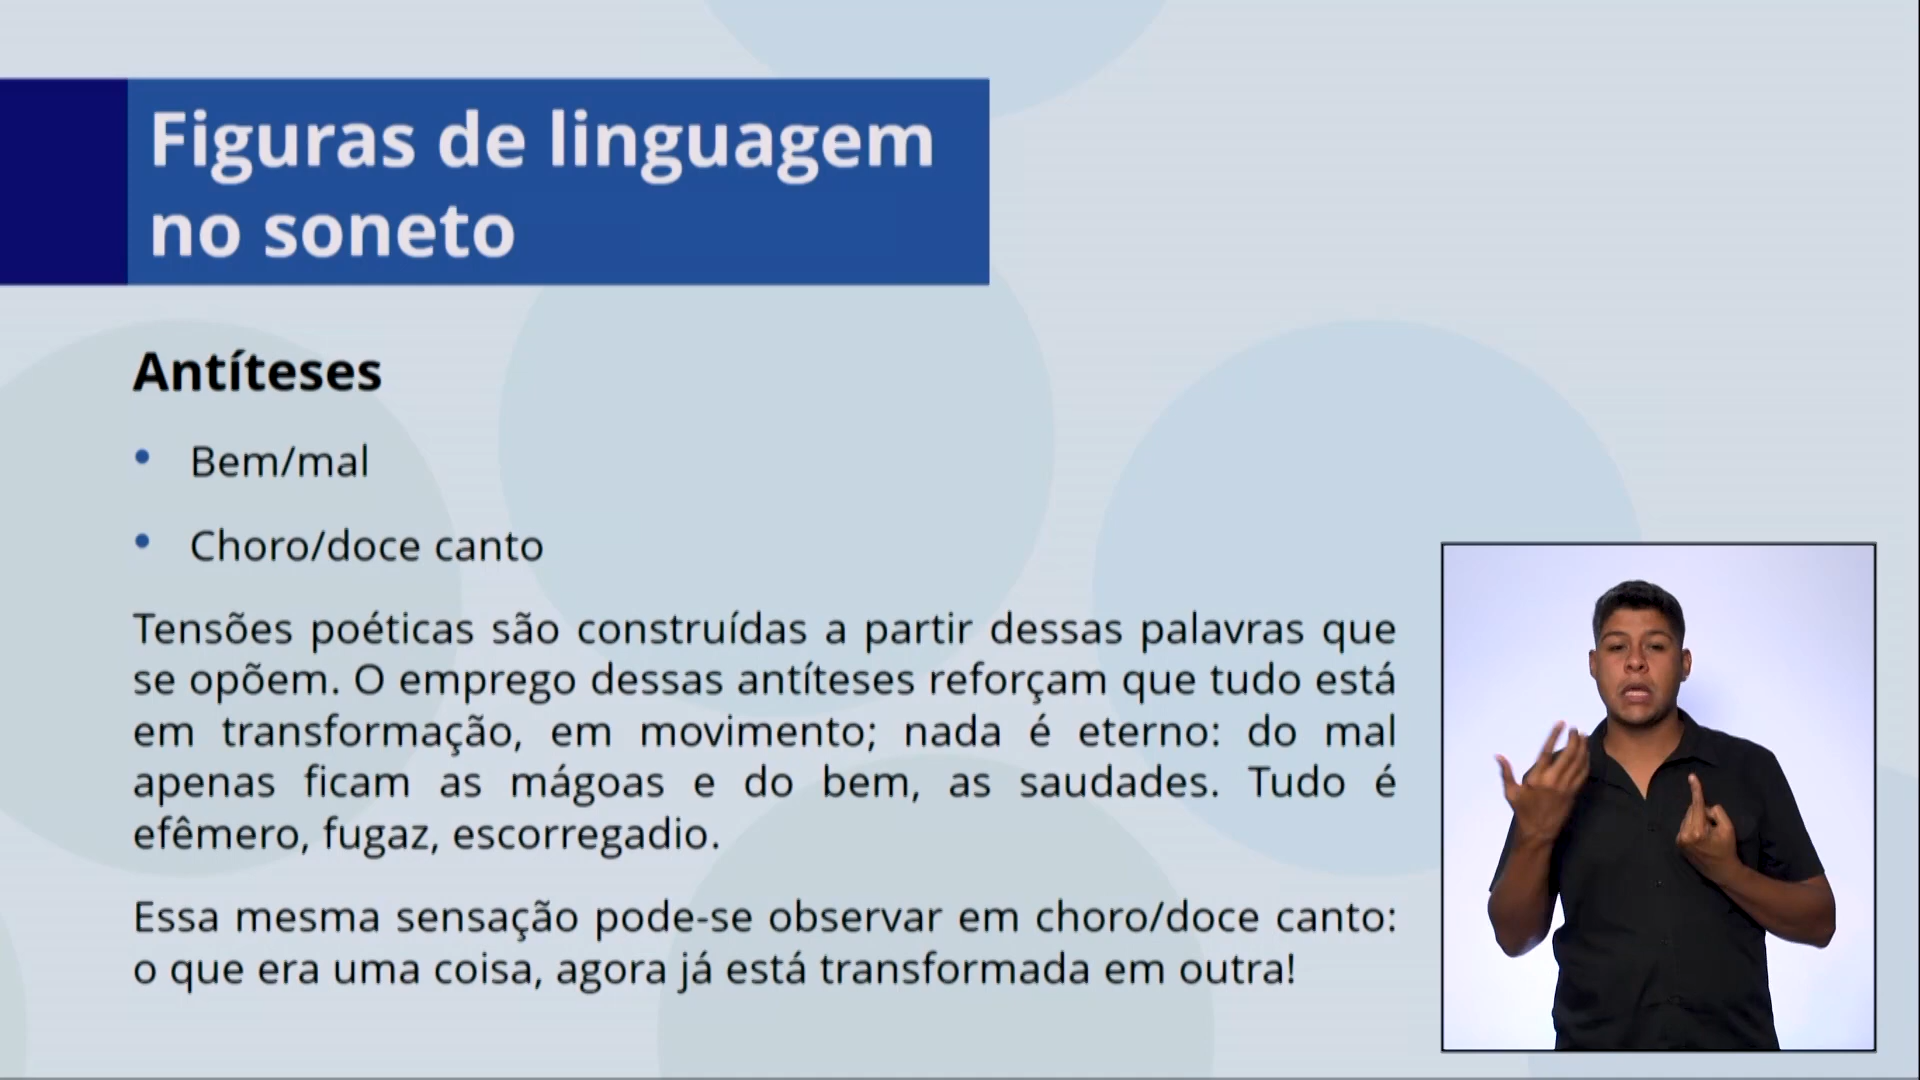 Figuras de linguagem
no soneto
Antíteses
• Bem/mal
• Choro/doce canto
Tensões poéticas são construídas a partir dessas palavras que
se opõem. O emprego dessas antíteses reforçam que tudo está
em transformação, em movimento; nada é eterno: do mal
apenas ficam as mágoas e do bem, as saudades. Tudo é
efêmero, fugaz, escorregadio.
Essa mesma sensação pode-se observar em choro/doce canto:
o que era uma coisa, agora já está transformada em outra!